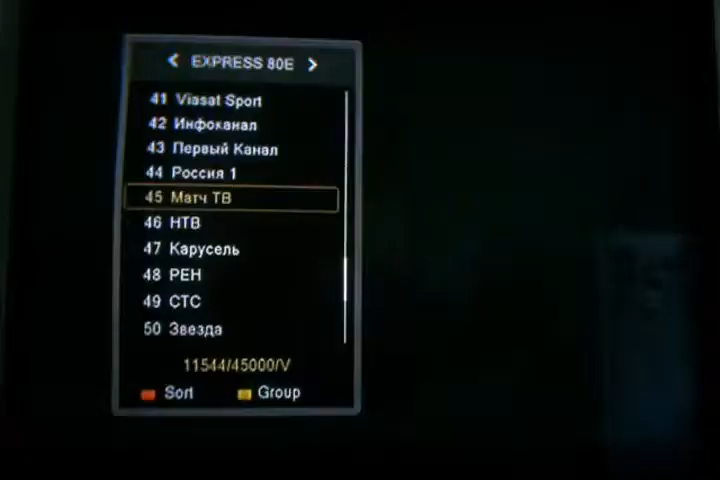 < EXPRESS 80E >
41 Viasat Sport
42 Инфоканал
43 Первый Канал
44 Россия 1
45 Матч ТВ
46 НТВ
47 Карусель
48 РЕН
49 СТС
50 Звезда
11544/45000/V
Sort Group